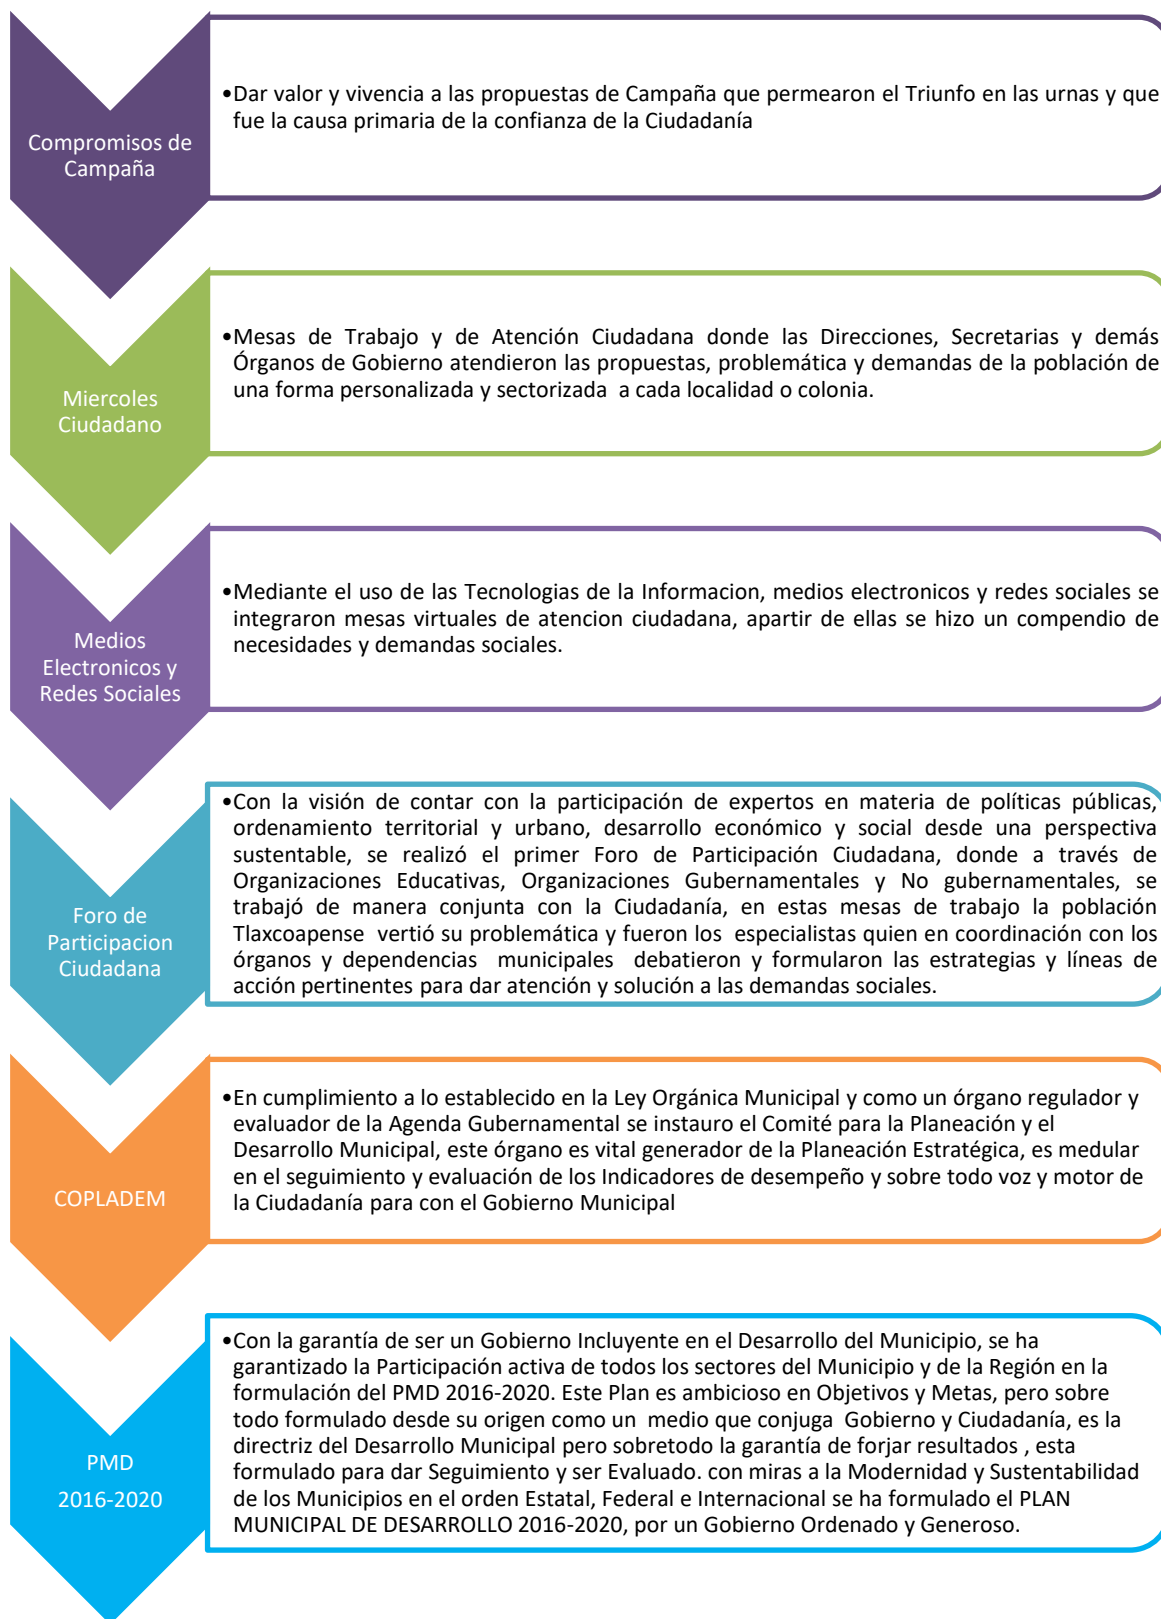 Compromisos de
Campaña
•Dar valor y vivencia a las propuestas de Campaña que permearon el Triunfo en las urnas y que
fue la causa primaria de la confianza de la Ciudadanía
Miercoles
Ciudadano
•Mesas de Trabajo y de Atención Ciudadana donde las Direcciones, Secretarias y demás
Órganos de Gobierno atendieron las propuestas, problemática y demandas de la población de
una forma personalizada y sectorizada a cada localidad o colonia.
Medios
Electronicos y
Redes Sociales
•Mediante el uso de las Tecnologias de la Informacion, medios electronicos y redes sociales se
integraron mesas virtuales de atencion ciudadana, apartir de ellas se hizo un compendio de
necesidades y demandas sociales.
Foro de
Participacion
Ciudadana
•Con la visión de contar con la participación de expertos en materia de políticas públicas,
ordenamiento territorial y urbano, desarrollo económico y social desde una perspectiva
sustentable, se realizó el primer Foro de Participación Ciudadana, donde a través de
Organizaciones Educativas, Organizaciones Gubernamentales y No gubernamentales, se
trabajó de manera conjunta con la Ciudadanía, en estas mesas de trabajo la población
Tlaxcoapense vertió su problemática y fueron los especialistas quien en coordinación con los
órganos y dependencias municipales debatieron y formularon las estrategias y líneas de
acción pertinentes para dar atención y solución a las demandas sociales.
COPLADEM
•En cumplimiento a lo establecido en la Ley Orgánica Municipal y como un órgano regulador y
evaluador de la Agenda Gubernamental se instauro el Comité para la Planeación y el
Desarrollo Municipal, este órgano es vital generador de la Planeación Estratégica, es medular
en el seguimiento y evaluación de los Indicadores de desempeño y sobre todo voz y motor de
la Ciudadanía para con el Gobierno Municipal
PMD
2016-2020
•Con la garantía de ser un Gobierno Incluyente en el Desarrollo del Municipio, se ha
garantizado la Participación activa de todos los sectores del Municipio y de la Región en la
formulación del PMD 2016-2020. Este Plan es ambicioso en Objetivos y Metas, pero sobre
todo formulado desde su origen como un medio que conjuga Gobierno y Ciudadanía, es la
directriz del Desarrollo Municipal pero sobretodo la garantía de forjar resultados , esta
formulado para dar Seguimiento y ser Evaluado. con miras a la Modernidad y Sustentabilidad
de los Municipios en el orden Estatal, Federal e Internacional se ha formulado el PLAN
MUNICIPAL DE DESARROLLO 2016-2020, por un Gobierno Ordenado y Generoso.